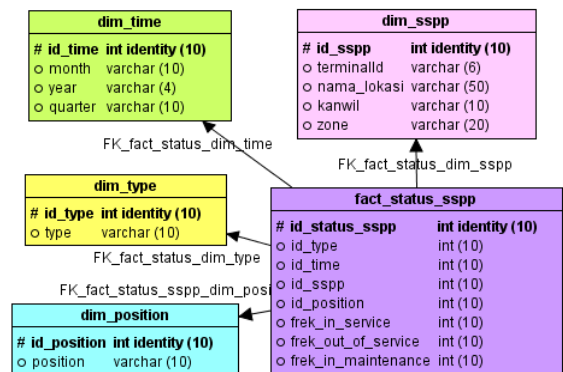 dim_time
# id_time int identity (10)
month varchar (10)
year varchar (4)
quarter varchar (10)
dim_sspp
# id_sspp int identity (10)
terminalId varchar (6)
nama_lokasi varchar (50)
kanwil varchar (10)
zone varchar (20)
FK_fact_status_dim_time
FK_fact_status_dim_sspp
dim_type
# id_type int identity (10)
type varchar (10)
FK_fact_status_dim_type
fact_status_sspp
# id_status_sspp int identity (10)
id_type int (10)
id_time int (10)
id_sspp int (10)
id_position int (10)
frek_in_service int (10)
frek_out_of_service int (10)
frek_in_maintenance int (10)
FK_fact_status_sspp_dim_posi
dim_position
# id_position int identity (10)
position varchar (10)